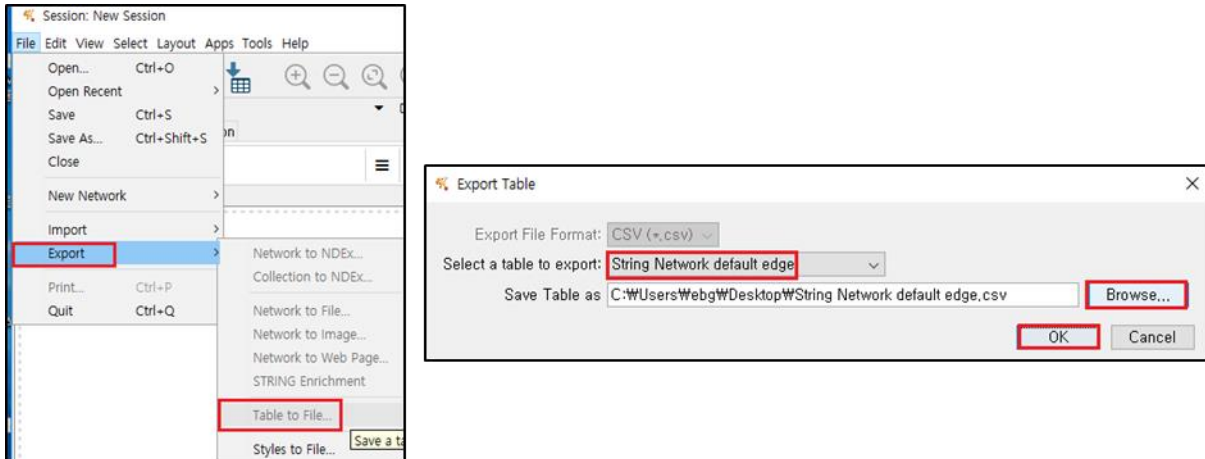 Session: New Session
File Edit View Select Layout Apps Tools Help
Open... Ctrl+O
Open Recent >
Save Ctrl+S
Save As... Ctrl+Shift+S
Close
New Network >
Import >
Export >
Print... Ctrl+P
Quit Ctrl+Q
Network to NDEx...
Collection to NDEx...
Network to File...
Network to Image...
Network to Web Page...
STRING Enrichment
Table to File...
Styles to File...
Save a ta
Export Table
Export File Format: CSV (*.csv)
Select a table to export: String Network default edge
Save Table as C:₩Users₩ebg₩Desktop₩String Network default edge.csv Browse...
OK Cancel